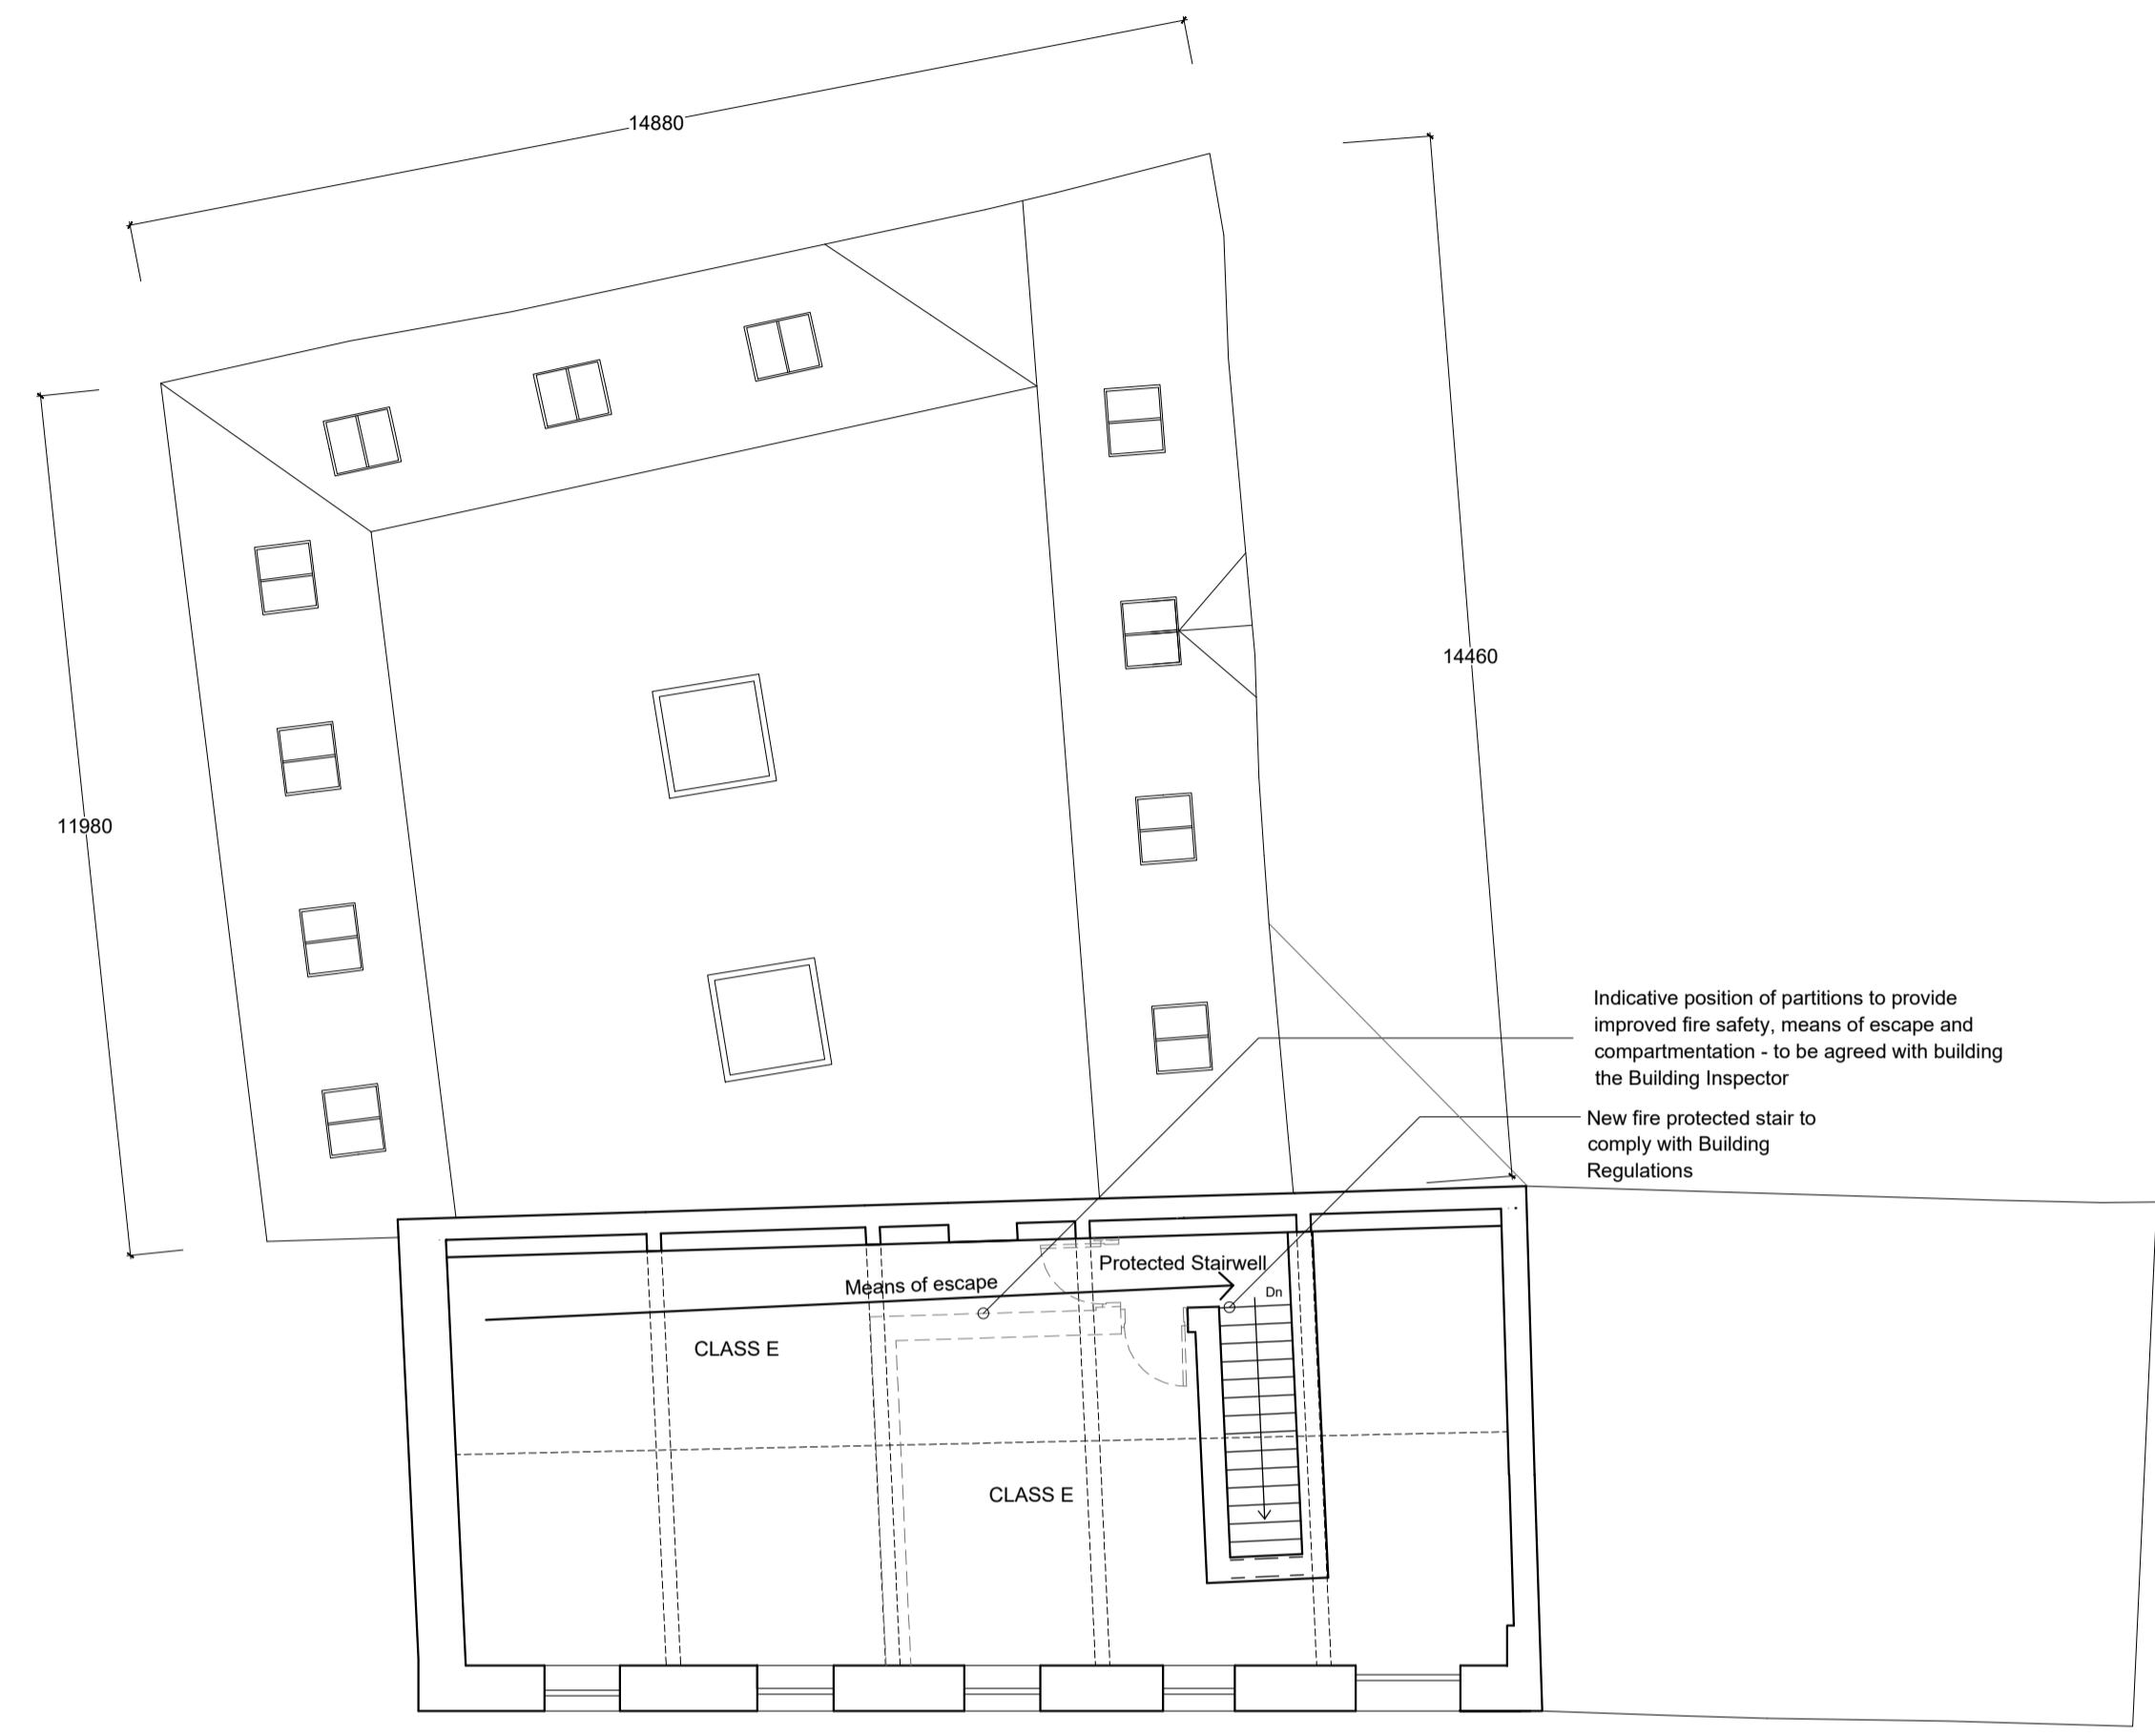 14880
14460
11980
Indicative position of partitions to provide
improved fire safety, means of escape and
compartmentation - to be agreed with building
the Building Inspector
New fire protected stair to
comply with Building
Regulations
Protected Stairwell
Means of escape
Dn
CLASS E
CLASS E